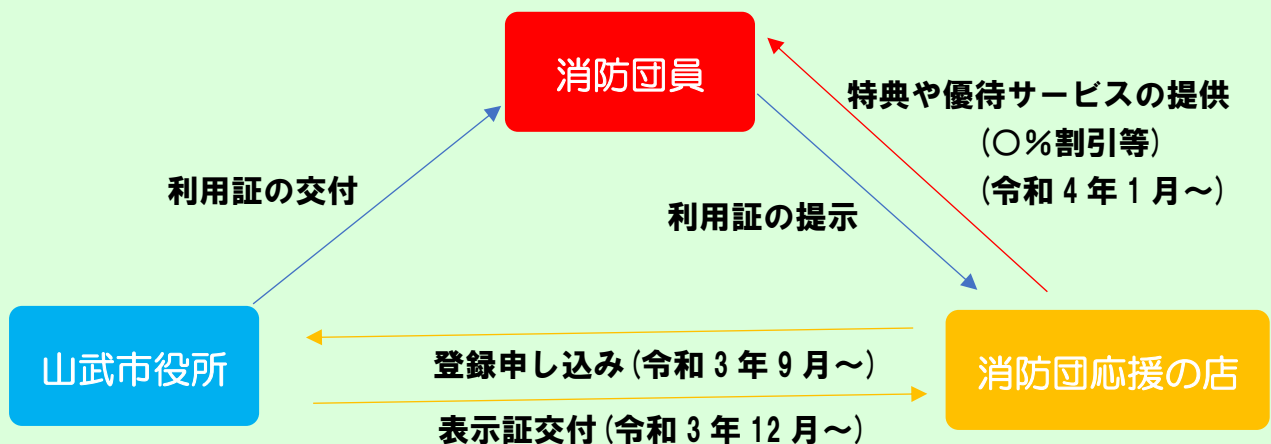 消防団員
特典や優待サービスの提供
(〇%割引等)
(令和4年1月~)
利用証の交付
利用証の提示
山武市役所
登録申し込み(令和3年9月~)
消防団応援の店
表示証交付(令和3年12月~)